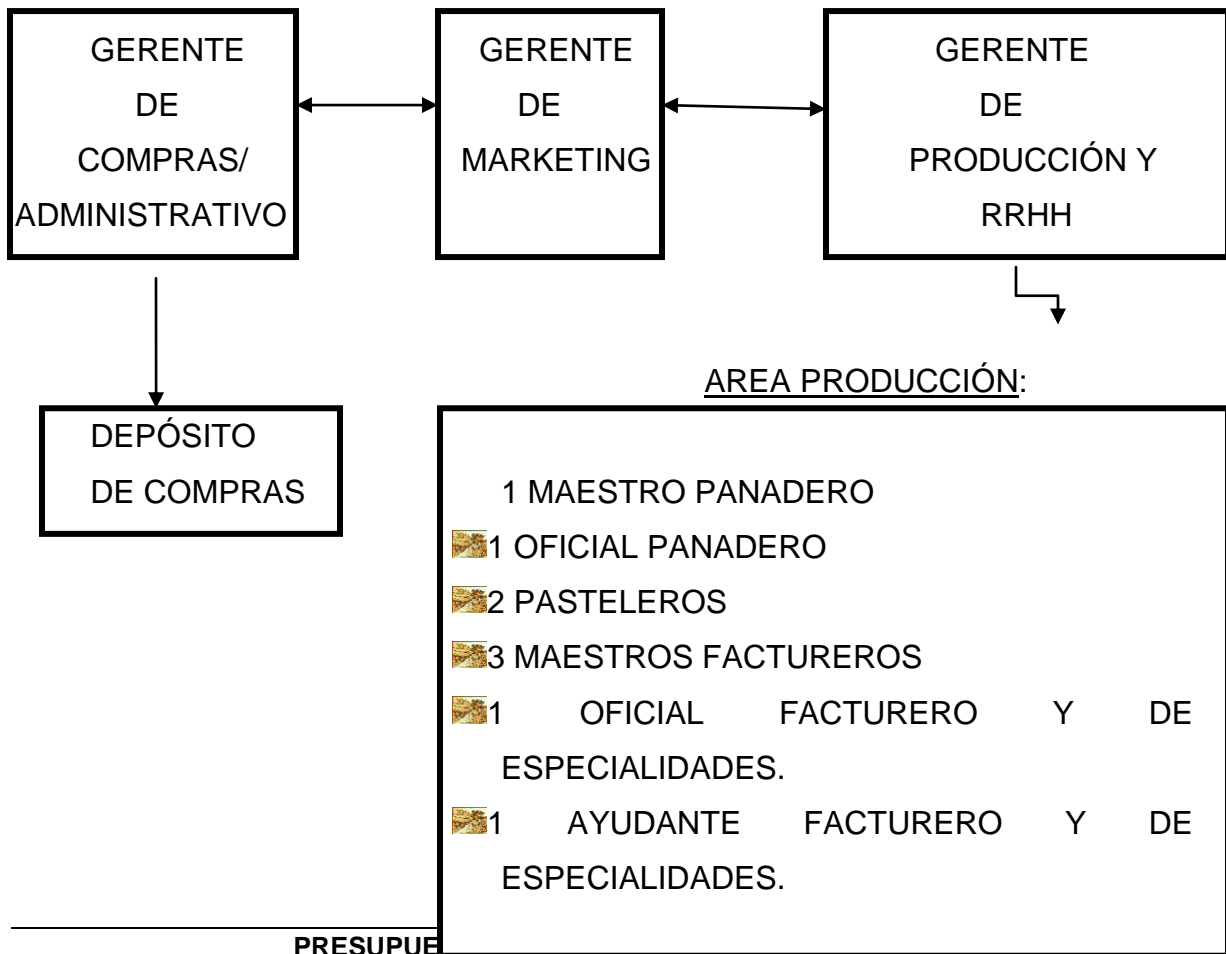 GERENTE
DE
COMPRAS/
ADMINISTRATIVO
GERENTE
DE
MARKETING
GERENTE
DE
PRODUCCIÓN Y
RRHH
DEPÓSITO
DE COMPRAS
AREA PRODUCCIÓN:
1 MAESTRO PANADERO
1 OFICIAL PANADERO
2 PASTELEROS
3 MAESTROS FACTUREROS
1 OFICIAL FACTURERO Y DE
ESPECIALIDADES.
1 AYUDANTE FACTURERO Y DE
ESPECIALIDADES.
PRESUPUE